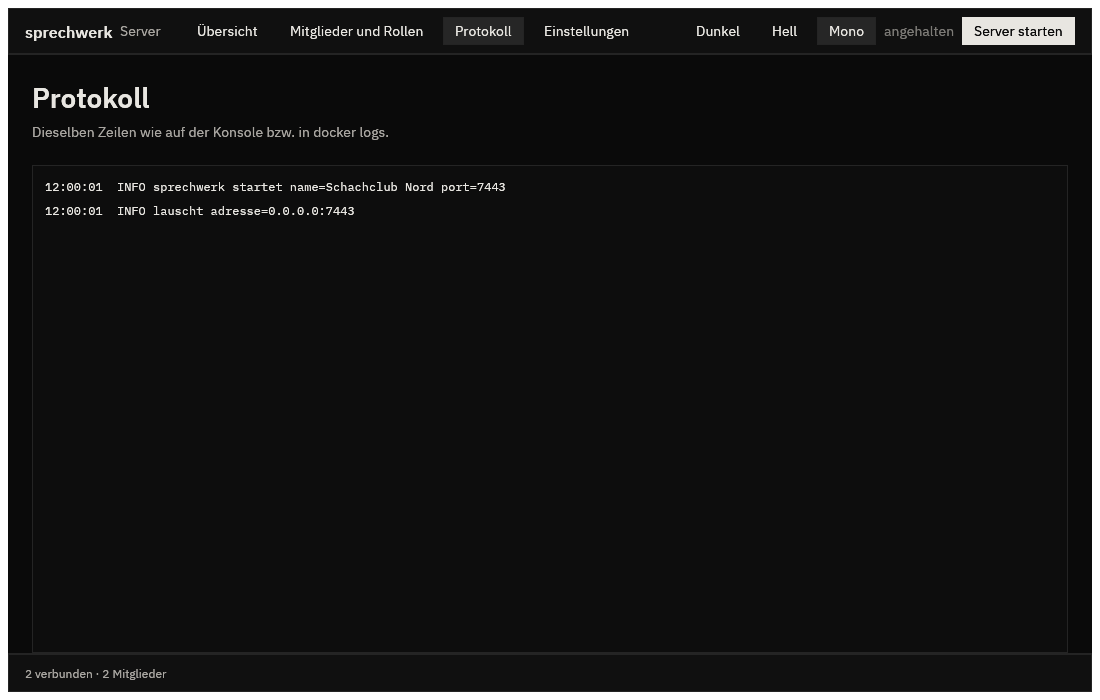 sprechwerk Server Übersicht Mitglieder und Rollen Protokoll Einstellungen Dunkel Hell Mono angehalten Server starten
Protokoll
Dieselben Zeilen wie auf der Konsole bzw. in docker logs.
12:00:01  INFO sprechwerk startet name=Schachclub Nord port=7443
12:00:01  INFO lauscht adresse=0.0.0.0:7443
2 verbunden · 2 Mitglieder